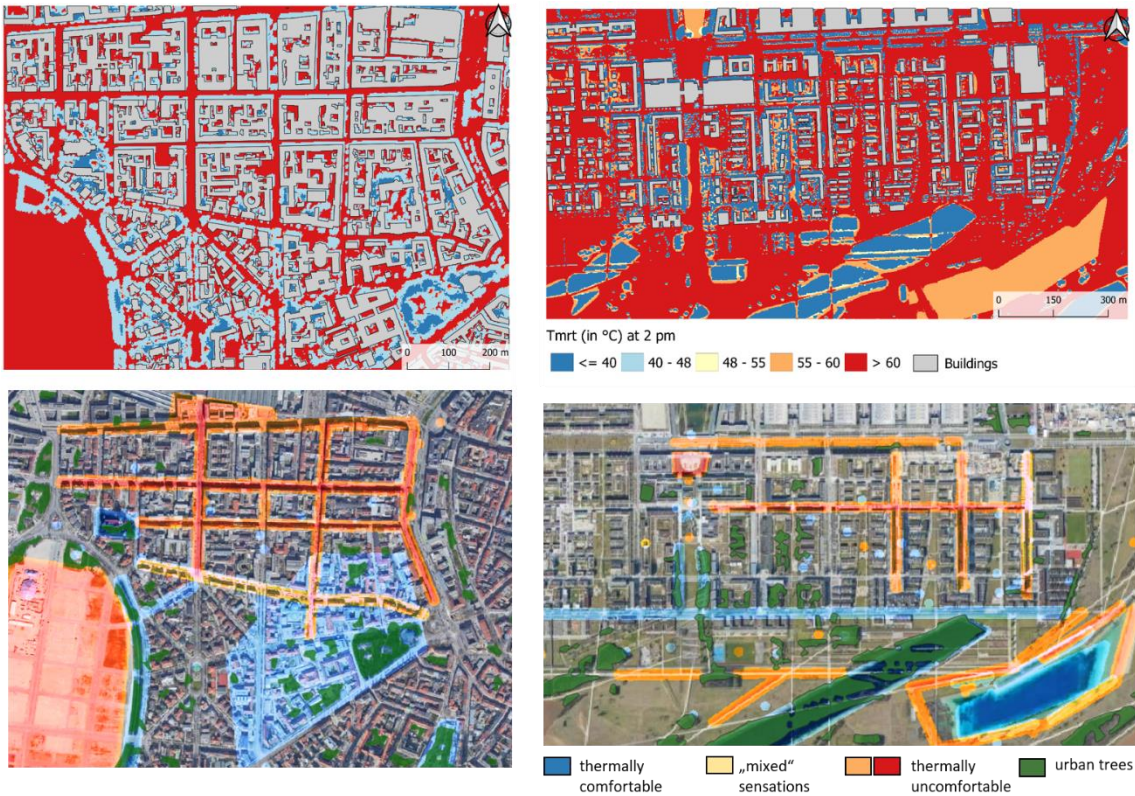 0 100 200 m
0 150 300 m
Tmrt (in °C) at 2 pm
<= 40 40 - 48 48 - 55 55 - 60 > 60 Buildings
thermally comfortable
„mixed“ sensations
thermally uncomfortable
urban trees